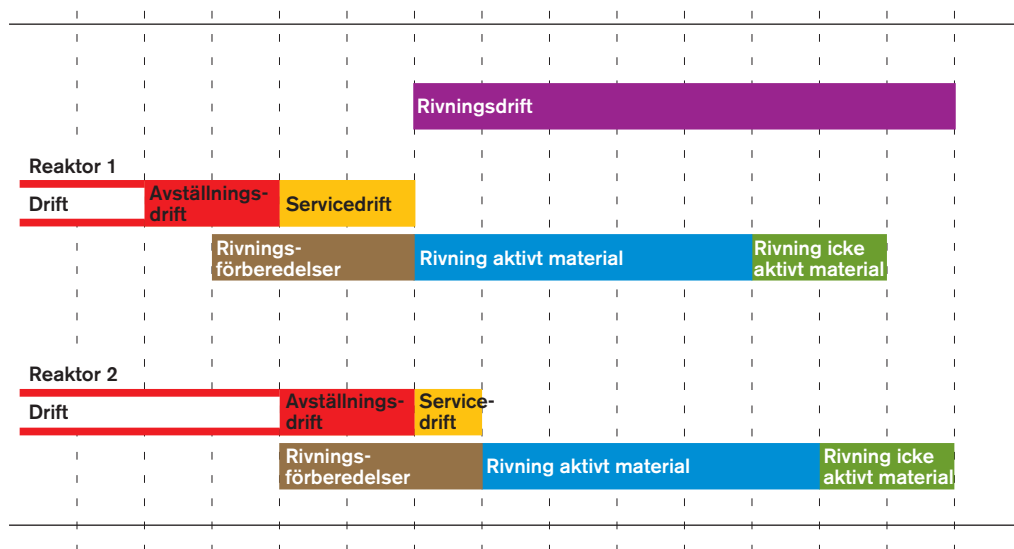 Rivningsdrift
Reaktor 1
Drift
Avställnings-
drift
Servicedrift
Rivnings-
förberedelser
Rivning aktivt material
Rivning icke
aktivt material
Reaktor 2
Drift
Avställnings-
drift
Service-
drift
Rivnings-
förberedelser
Rivning aktivt material
Rivning icke
aktivt material